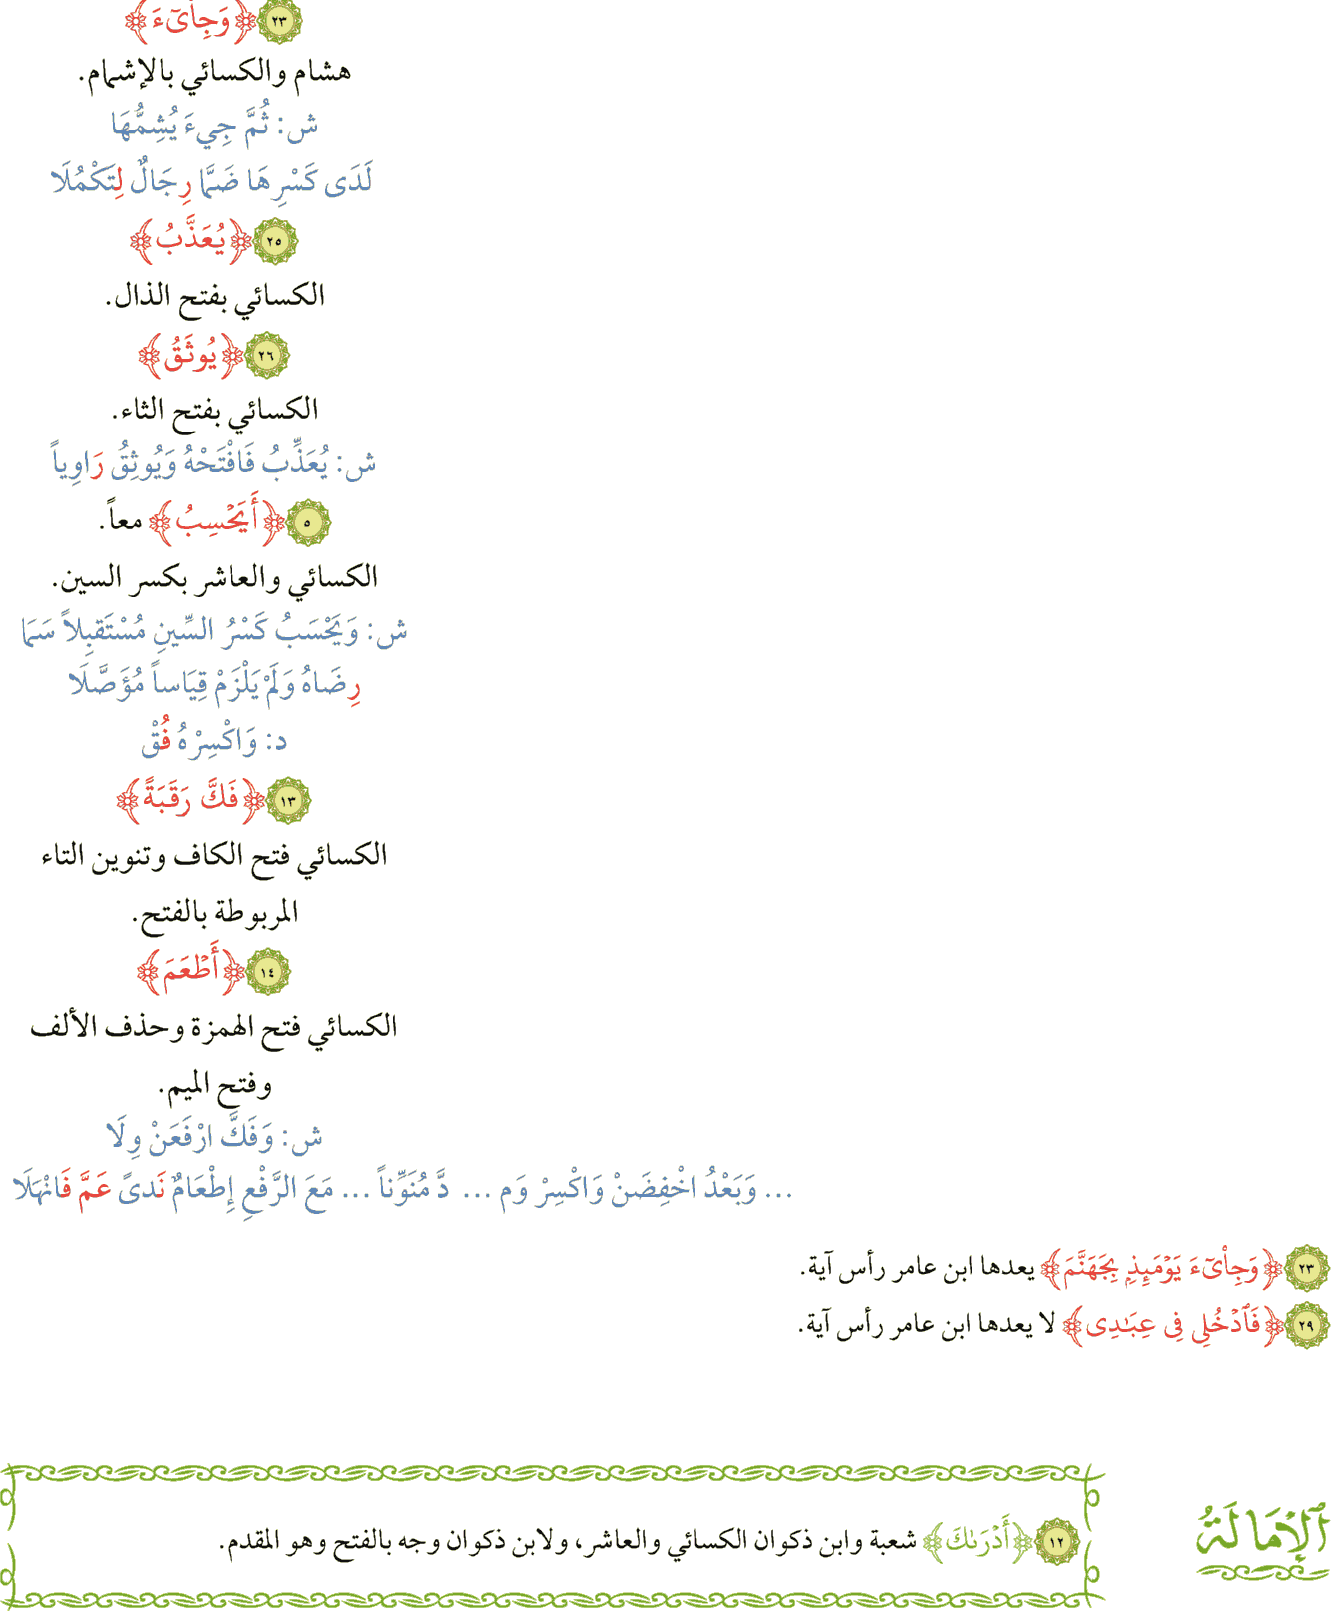 ٢٣ ﴿وَجِاْىٓءَ﴾
هشام والكسائي بالإشمام.
ش: ثُمَّ جِيءَ يُشِمُّهَا
لَدَى كَسْرِهَا ضَمًّا رِجَالٌ لِتَكْمُلَا
٢٥ ﴿يُعَذَّبُ﴾
الكسائي بفتح الذال.
٢٦ ﴿يُوثَقُ﴾
الكسائي بفتح الثاء.
ش: يُعَذِّبُ فَافْتَحْهُ وَيُوثِقُ رَاوِياً
٥ ﴿أَيَحْسِبُ﴾ معاً.
الكسائي والعاشر بكسر السين.
ش: وَيَحْسَبُ كَسْرُ السِّينِ مُسْتَقبِلاً سَمَا
رِضَاهُ وَلَمْ يَلْزَمْ قِيَاساً مُؤَصَّلَا
د: وَاكْسِرْهُ فُقْ
١٣ ﴿فَكَّ رَقَبَةً﴾
الكسائي فتح الكاف وتنوين التاء
المربوطة بالفتح.
١٤ ﴿أَطْعَمَ﴾
الكسائي فتح الهمزة وحذف الألف
وفتح الميم.
ش: وَفَكَّ ارْفَعَنْ وِلَا
... وَبَعْدُ اخْفِضَنْ وَاكْسِرْ وَم ... دَّ مُنَوِّناً ... مَعَ الرَّفْعِ إِطْعَامٌ نَدىً عَمَّ فَانْهَلَا
٢٣ ﴿وَجِاْىٓءَ يَوْمَئِذِۭ بِجَهَنَّمَ﴾ يعدها ابن عامر رأس آية.
٢٩ ﴿فَٱدْخُلِى فِى عِبَٰدِى﴾ لا يعدها ابن عامر رأس آية.
ٱلْإِمَالَةُ
١٢ ﴿أَدْرَىٰكَ﴾ شعبة وابن ذكوان الكسائي والعاشر، ولابن ذكوان وجه بالفتح وهو المقدم.